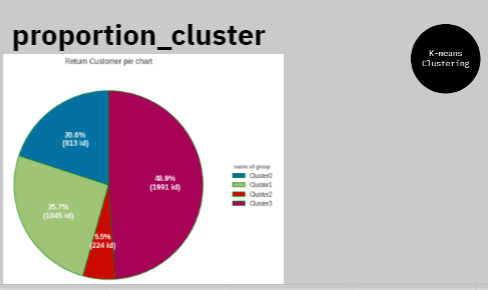 proportion_cluster
K-means
Clustering
Return Customer pie chart
20.0%
(813 id)
48.9%
(1991 id)
25.7%
(1045 id)
5.5%
(224 id)
name of group
Cluster0
Cluster1
Cluster2
Cluster3